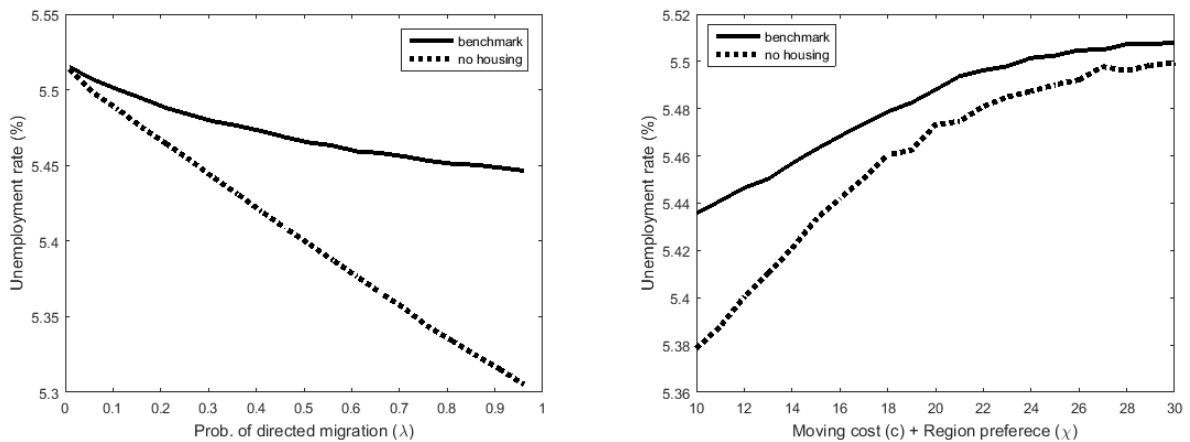 5.55
5.5
5.45
5.4
5.35
5.3
Unemployment rate (%)
benchmark
no housing
0 0.1 0.2 0.3 0.4 0.5 0.6 0.7 0.8 0.9 1
Prob. of directed migration (λ)
5.52
5.5
5.48
5.46
5.44
5.42
5.4
5.38
5.36
Unemployment rate (%)
benchmark
no housing
10 12 14 16 18 20 22 24 26 28 30
Moving cost (c) + Region preferece (χ)